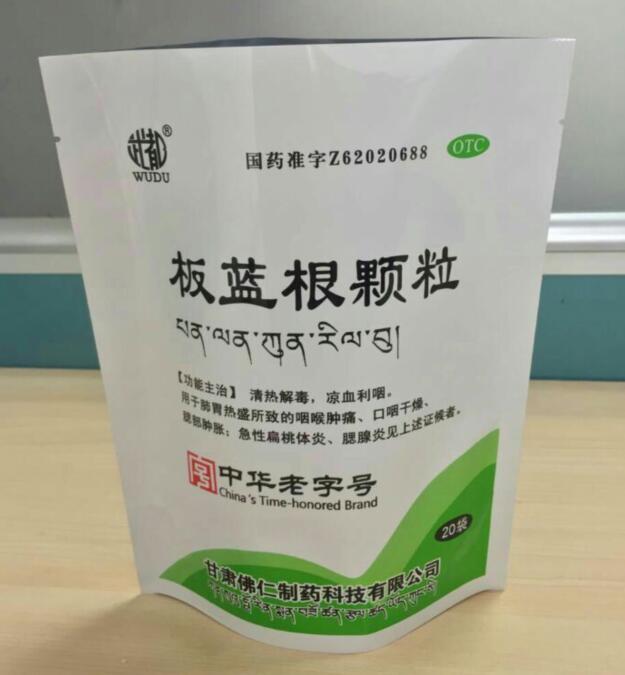 武都®
WUDU
国药准字Z62020688
OTC
板蓝根颗粒
པན་ལན་ཀུན་རིལ་བུ།
【功能主治】 清热解毒，凉血利咽。
用于肺胃热盛所致的咽喉肿痛、口咽干燥、
腮部肿胀；急性扁桃体炎、腮腺炎见上述证候者。
中华老字号
China's Time-honored Brand
20袋
甘肃佛仁制药科技有限公司